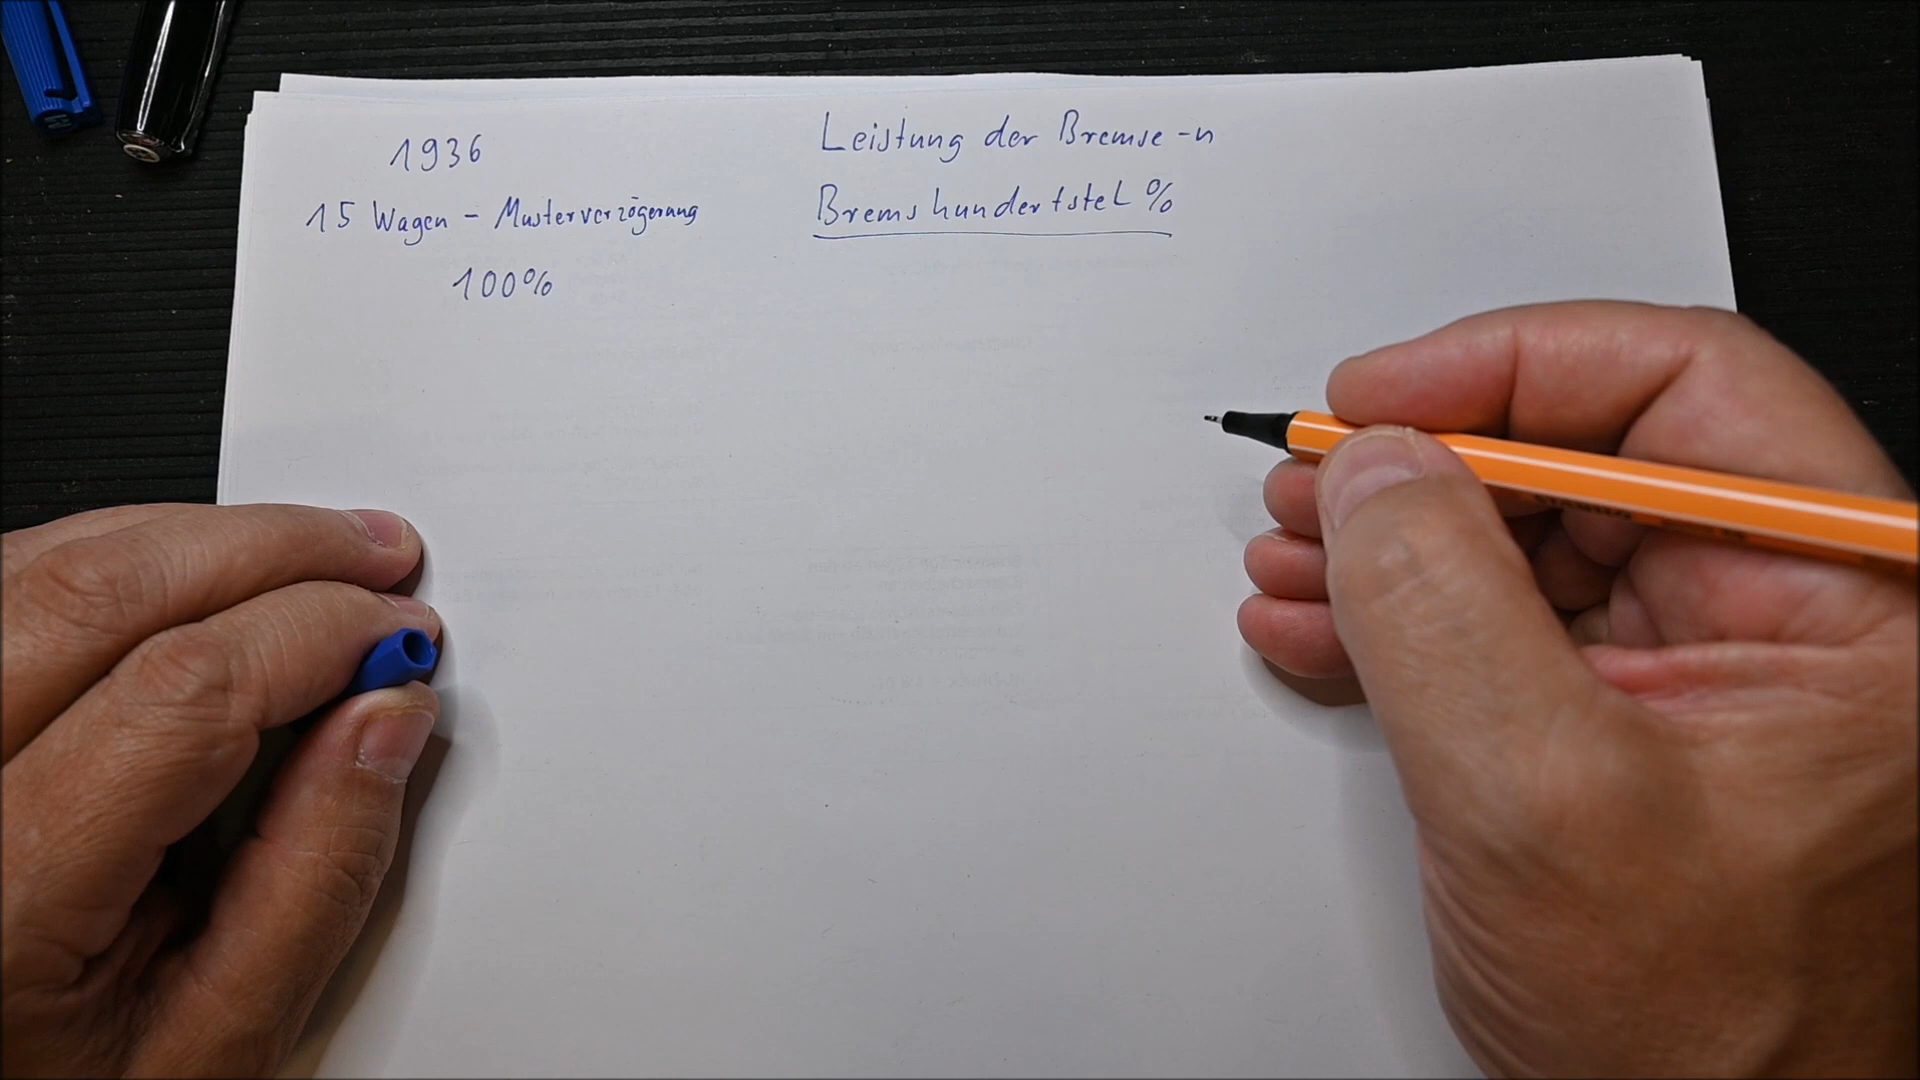 1936
15 Wagen - Musterverzögerung
100%
Leistung der Bremse -n
Bremshundertstel %